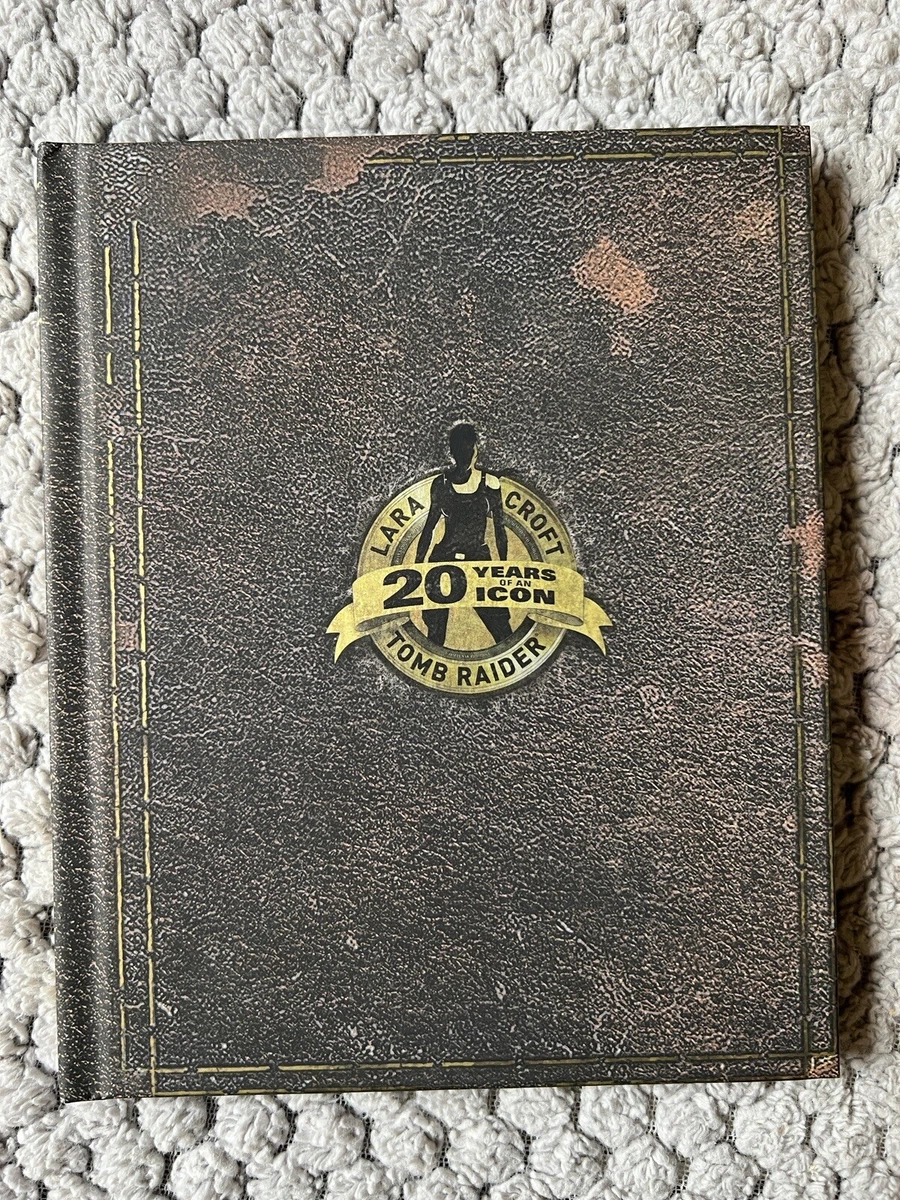 LARA CROFT
20 YEARS
OF AN
ICON
TOMB RAIDER